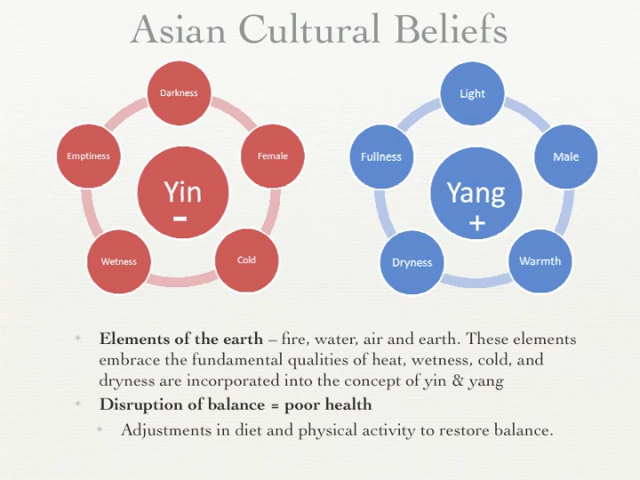 Asian Cultural Beliefs
Darkness
Emptiness
Female
Yin
-
Wetness
Cold
Light
Fullness
Male
Yang
+
Dryness
Warmth
Elements of the earth – fire, water, air and earth. These elements
embrace the fundamental qualities of heat, wetness, cold, and
dryness are incorporated into the concept of yin & yang
Disruption of balance = poor health
Adjustments in diet and physical activity to restore balance.